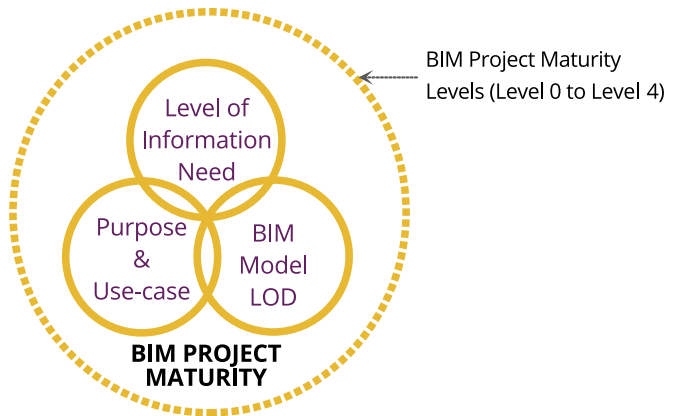 BIM Project Maturity
Levels (Level 0 to Level 4)
Level of
Information
Need
Purpose
&
Use-case
BIM
Model
LOD
BIM PROJECT
MATURITY